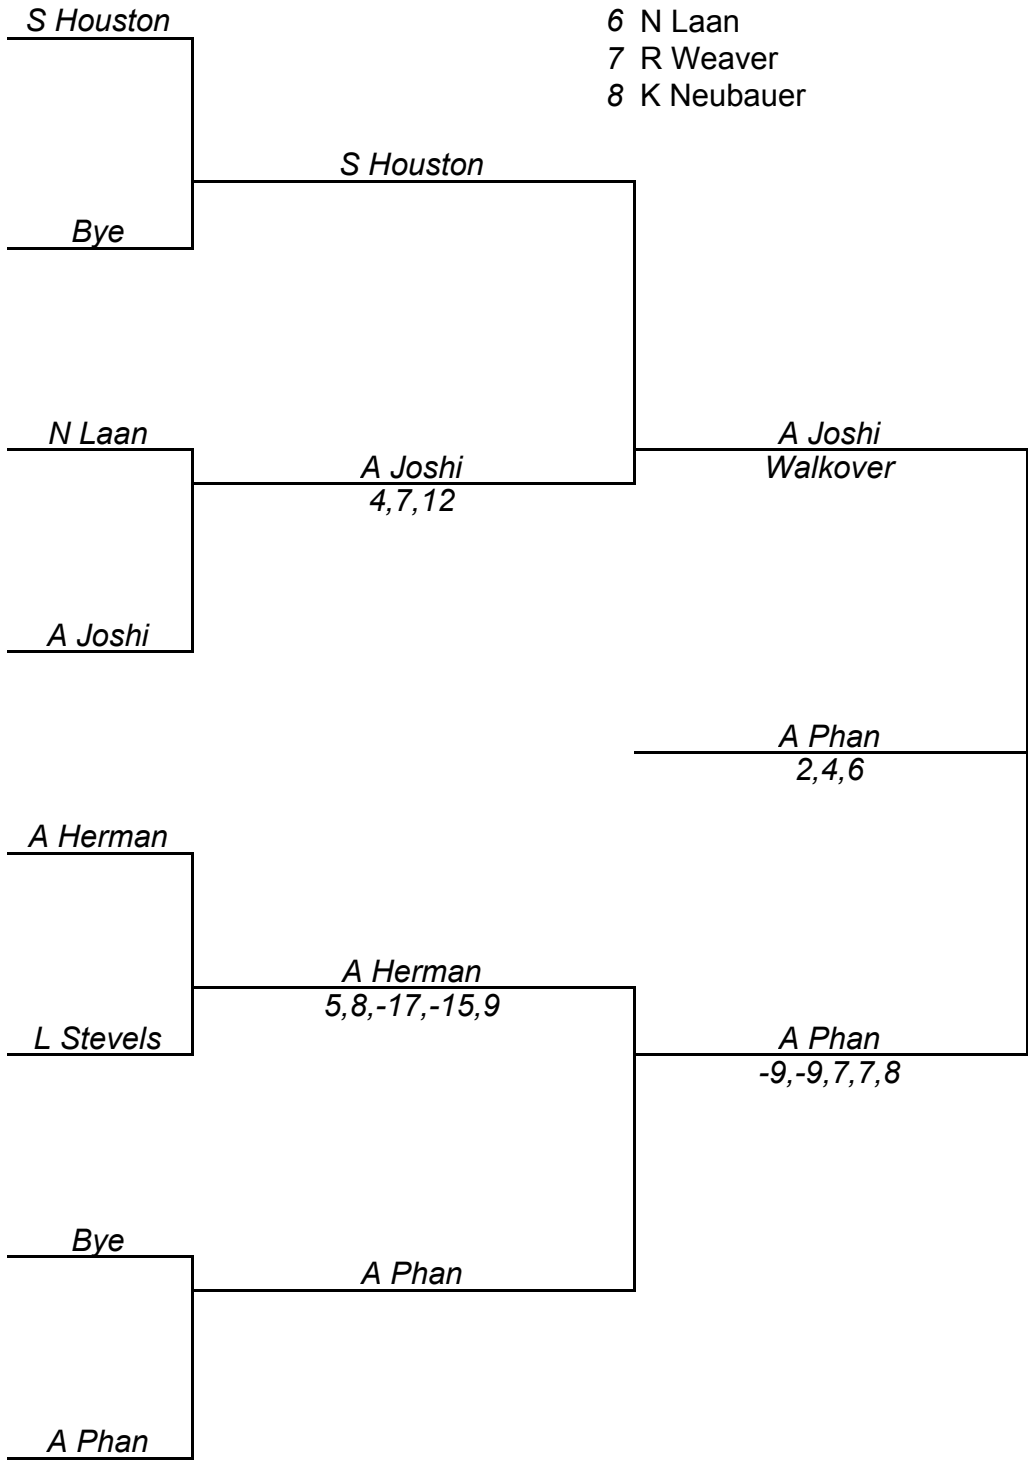 S Houston
6 N Laan
7 R Weaver
8 K Neubauer
S Houston
Bye
N Laan
A Joshi
4,7,12
A Joshi
Walkover
A Joshi
A Phan
2,4,6
A Herman
A Herman
5,8,-17,-15,9
L Stevels
A Phan
-9,-9,7,7,8
Bye
A Phan
A Phan